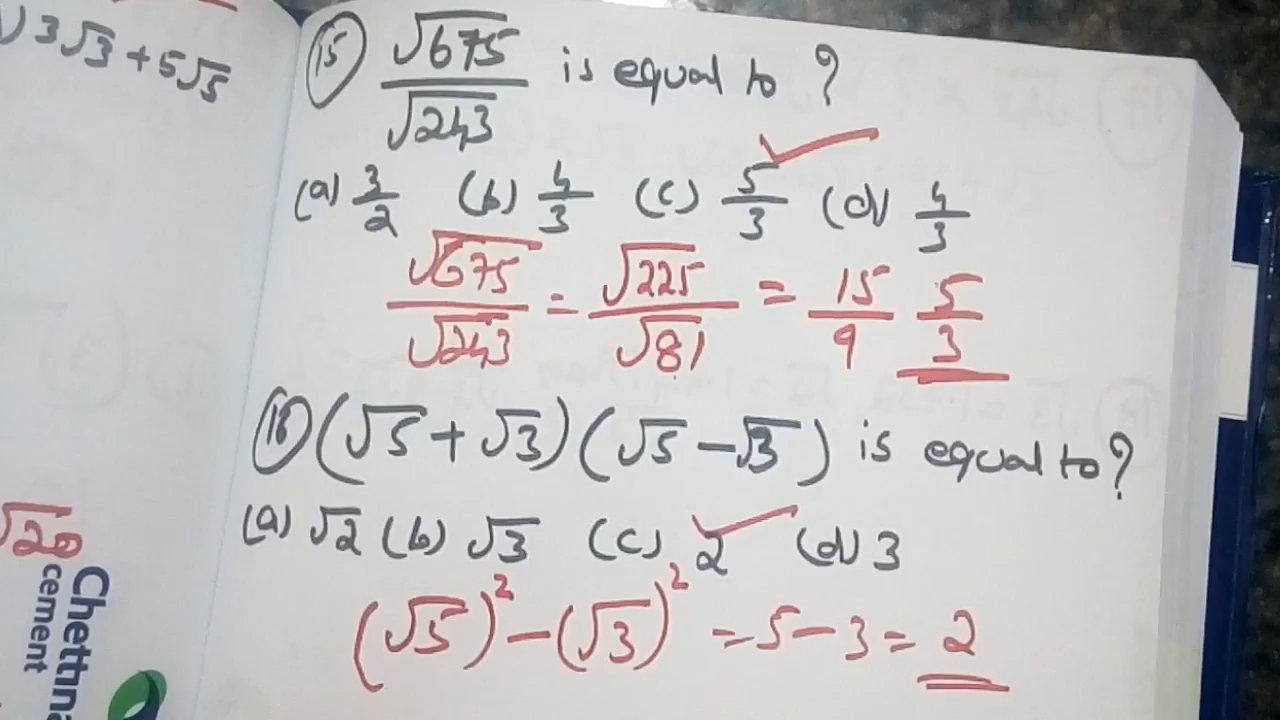 ) 3√3 + 5√5
(15) √675 / √243 is equal to ?
(a) 3/2 (b) 4/3 (c) 5/3 ✓ (d) 4/3
√675 / √243 = √225 / √81 = 15/9 5/3
(16) (√5 + √3) (√5 - √3) is equal to ?
(a) √2 (b) √3 (c) 2 ✓ (d) 3
(√5)² - (√3)² = 5 - 3 = 2
√20
Chettina
cement